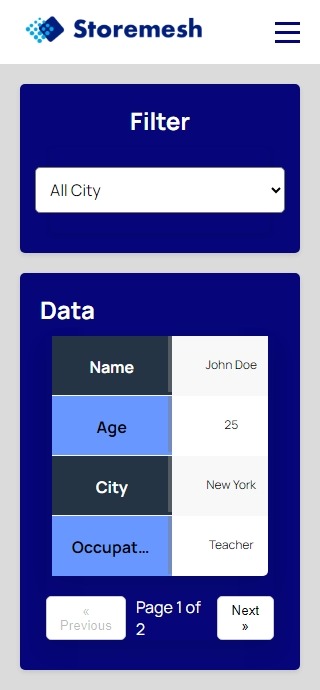 Storemesh
Filter
All City
Data
Name
John Doe
Age
25
City
New York
Occupat...
Teacher
«
Previous
Page 1 of
2
Next
»